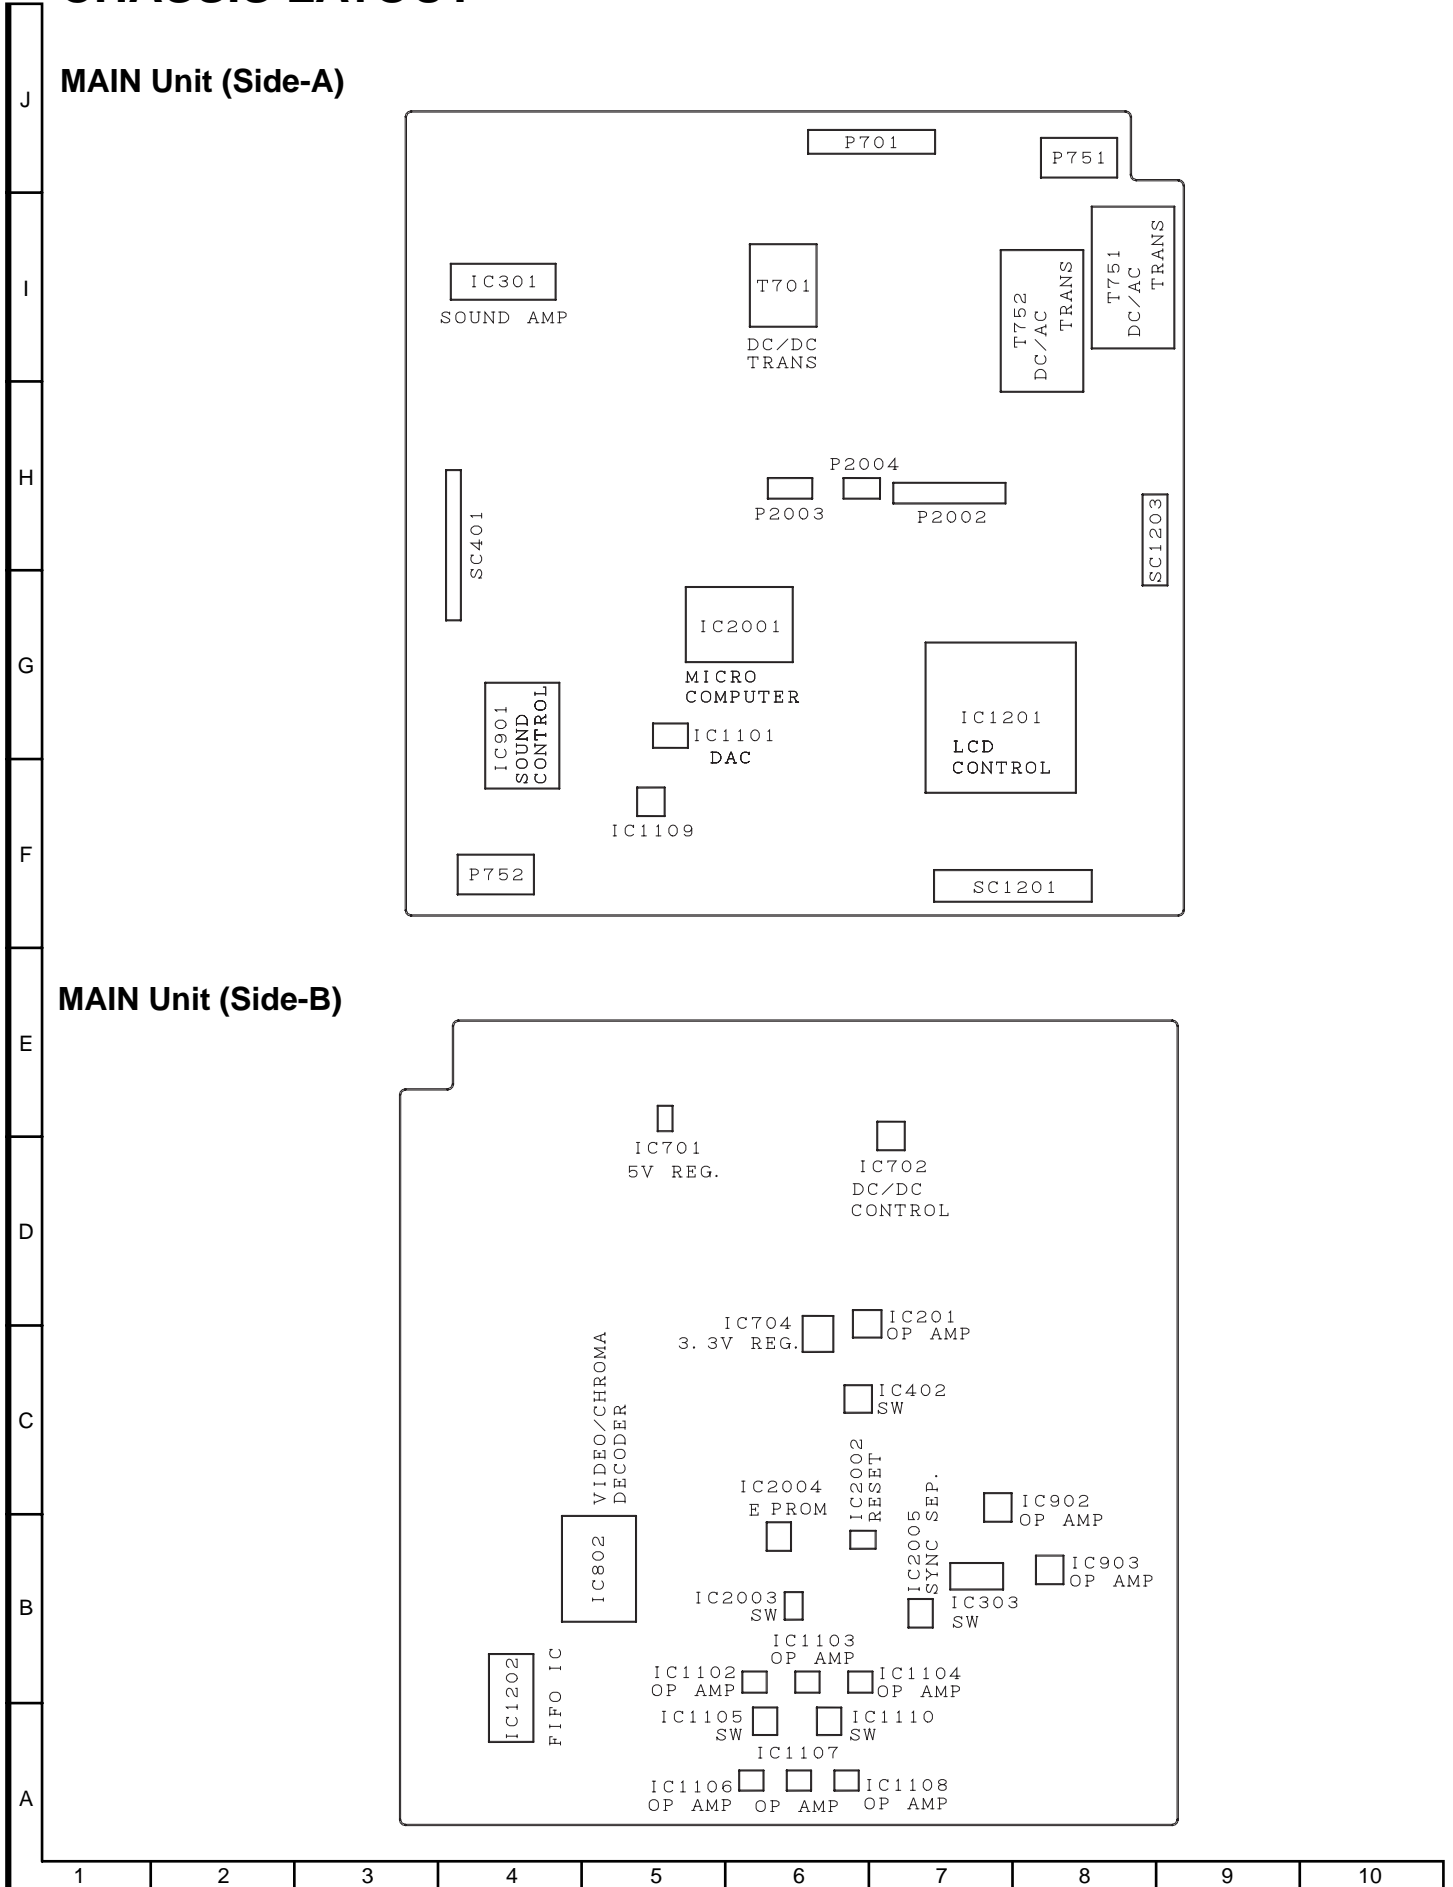 CHASSIS LAYOUT
MAIN Unit (Side-A)
J
P701
P751
I
IC301
SOUND AMP
T701
DC/DC
TRANS
T752
DC/AC
TRANS
T751
DC/AC
TRANS
H
SC401
P2003
P2004
P2002
SC1203
G
IC2001
MICRO
COMPUTER
IC901
SOUND
CONTROL
IC1101
DAC
IC1201
LCD
CONTROL
IC1109
F
P752
SC1201
MAIN Unit (Side-B)
E
IC701
5V REG.
IC702
DC/DC
CONTROL
D
IC704
3.3V REG.
IC201
OP AMP
VIDEO/CHROMA
DECODER
IC402
SW
C
IC2004
E PROM
IC2002
RESET
IC2005
SYNC SEP.
IC902
OP AMP
IC802
IC903
OP AMP
B
IC2003
SW
IC303
SW
IC1103
OP AMP
IC1102
OP AMP
IC1104
OP AMP
IC1202
FIFO IC
IC1105
SW
IC1110
SW
IC1107
OP AMP
IC1106
OP AMP
IC1108
OP AMP
A
1 2 3 4 5 6 7 8 9 10